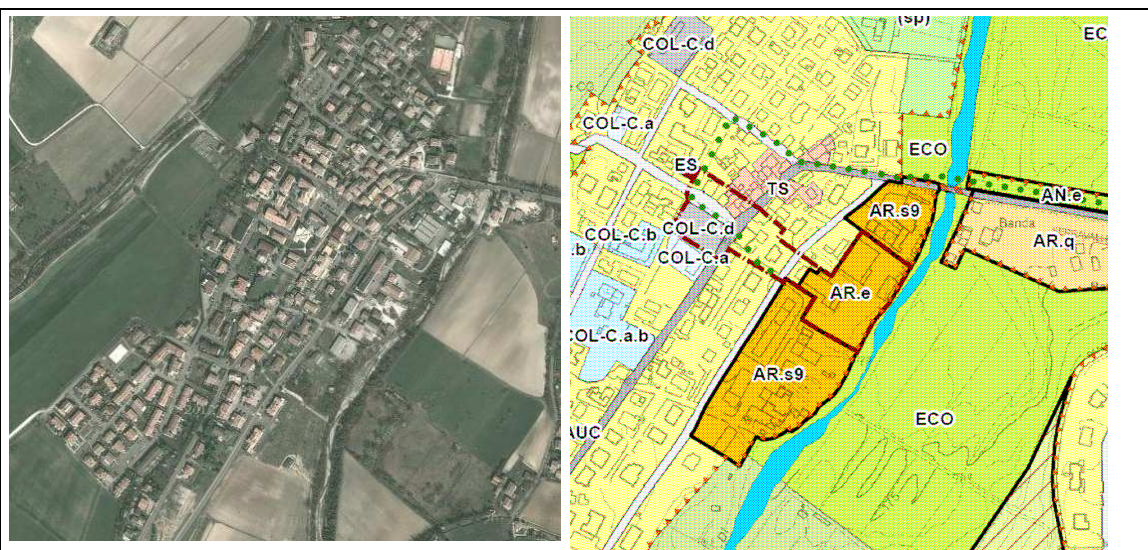 (sp)
EC
COL-C.d
COL-C.a
ECO
ES
TS
AN.e
AR.s9
Banca
COL-C.d
COL-C.b
AR.q
.b
COL-C.a
AR.e
COL-C.a.b
AR.s9
ECO
AUC